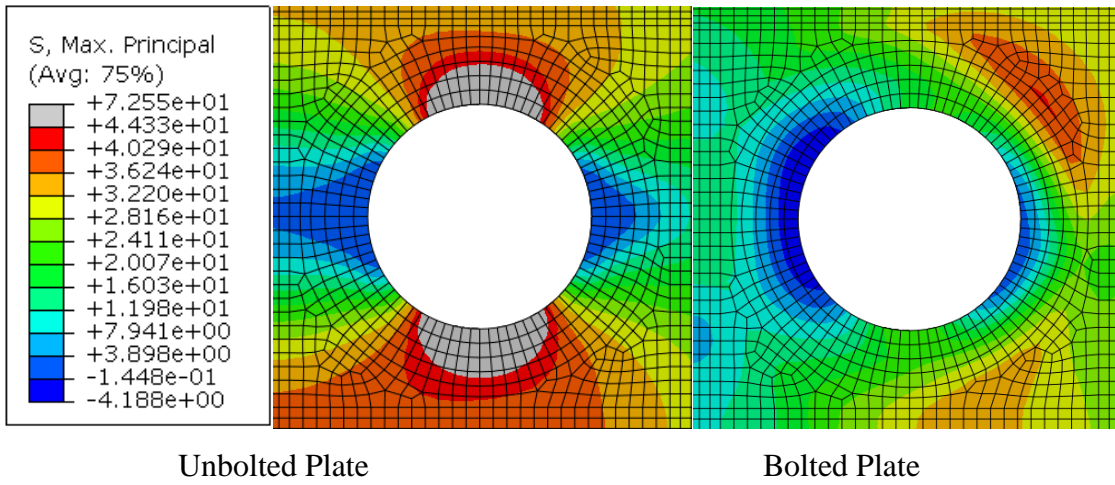 S, Max. Principal
(Avg: 75%)
+7.255e+01
+4.433e+01
+4.029e+01
+3.624e+01
+3.220e+01
+2.816e+01
+2.411e+01
+2.007e+01
+1.603e+01
+1.198e+01
+7.941e+00
+3.898e+00
-1.448e-01
-4.188e+00
Unbolted Plate
Bolted Plate